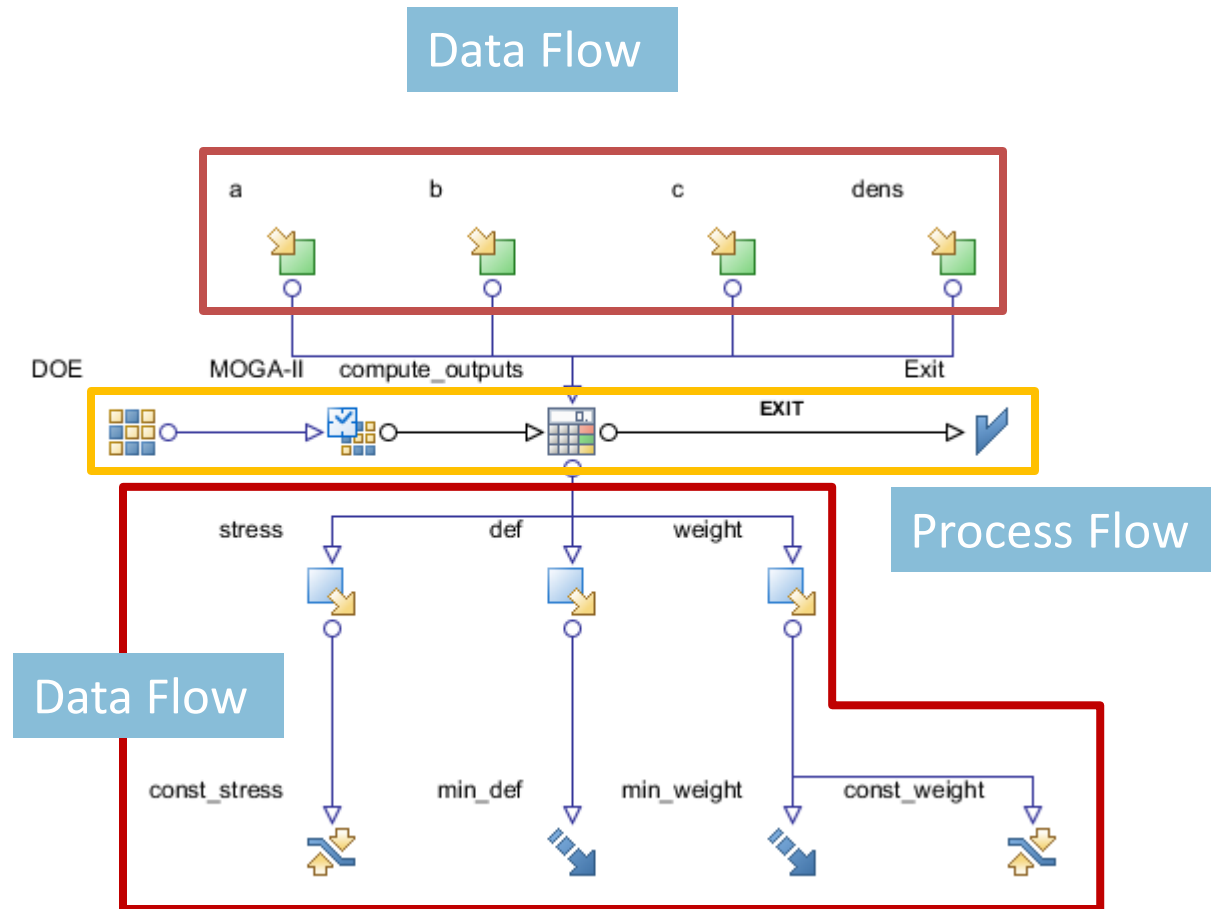 Data Flow
a b c dens
DOE MOGA-II compute_outputs Exit
EXIT
0.
Process Flow
stress def weight
Data Flow
const_stress min_def min_weight const_weight